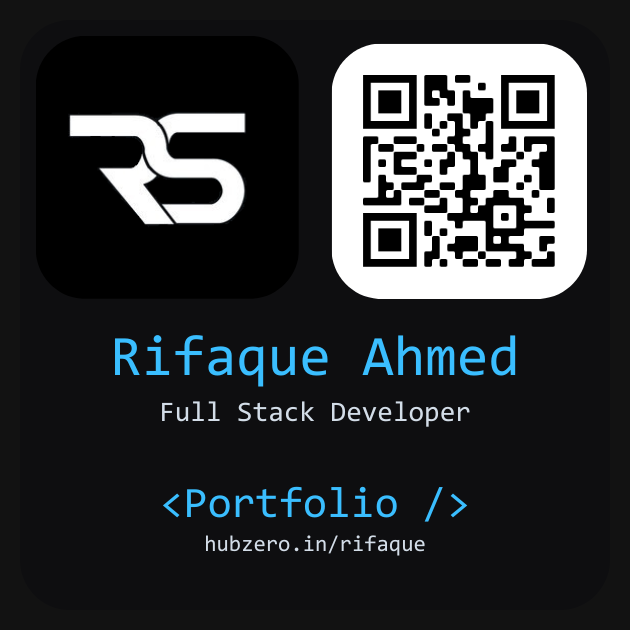 RS
Rifaque Ahmed
Full Stack Developer
<Portfolio />
hubzero.in/rifaque